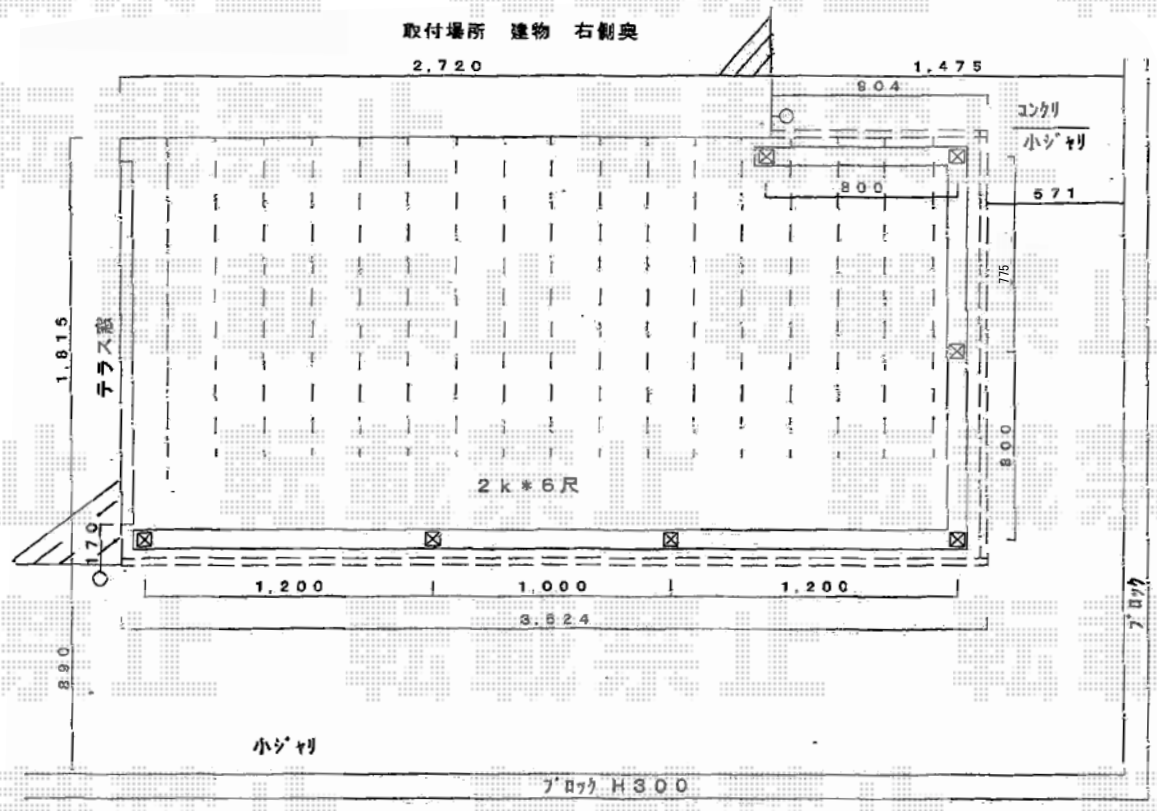 取付場所 建物 右側奥
2,720
1,475
904
コンクリ
小ジャリ
800
571
775
1,815
テラス窓
800
2k*6尺
170
1,200
1,000
1,200
3,624
ブロック
890
小ジャリ
ブロック H300